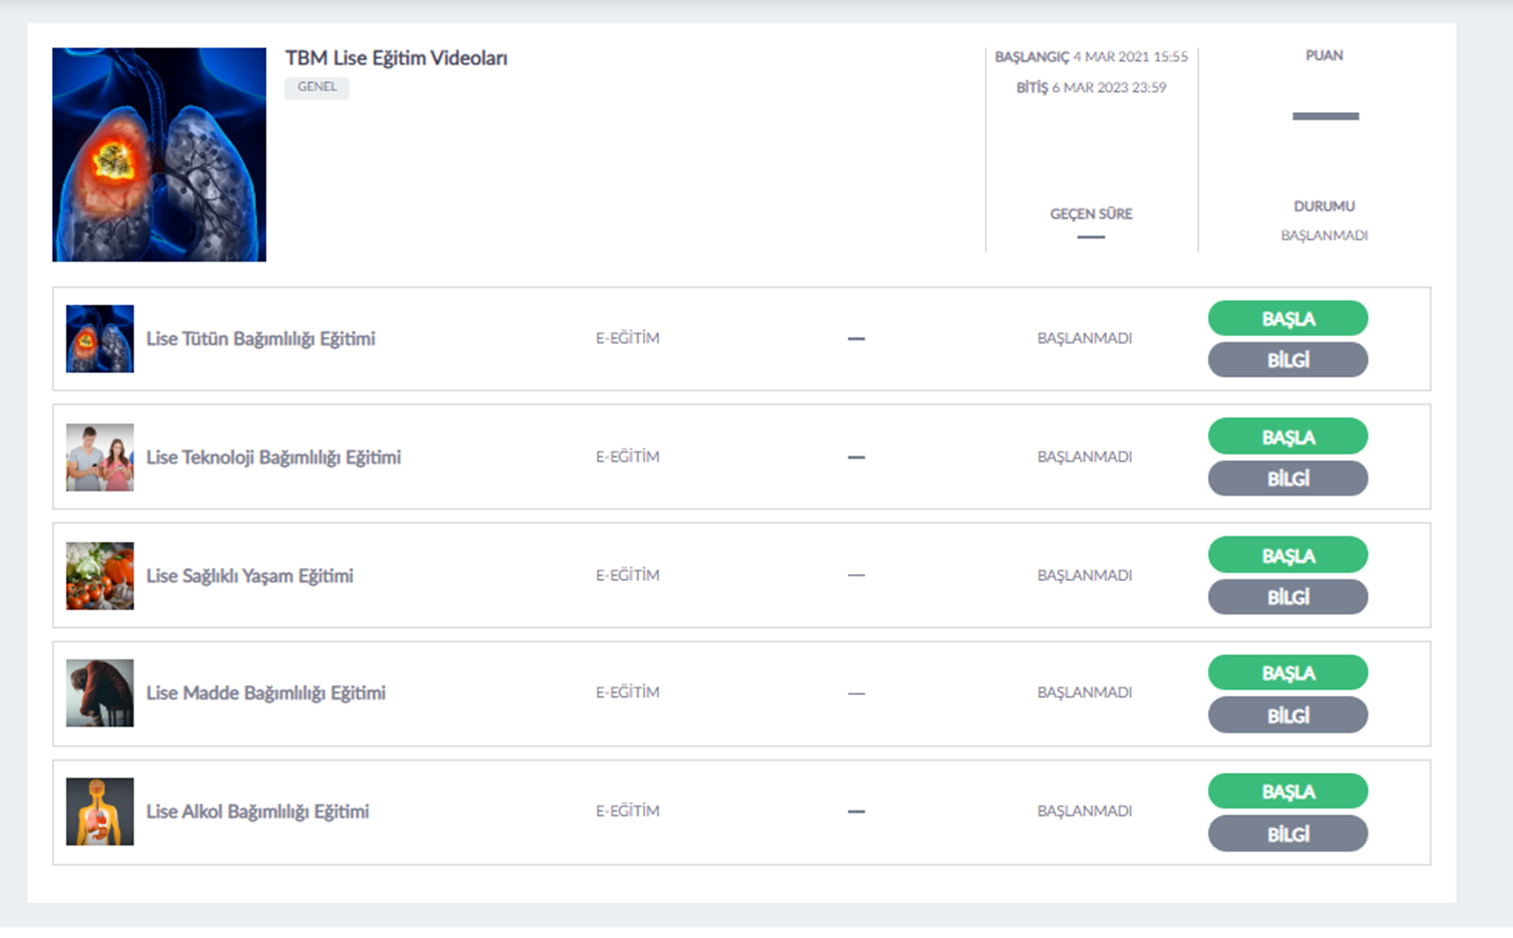 TBM Lise Eğitim Videoları
GENEL
BAŞLANGIÇ 4 MAR 2021 15:55
BİTİŞ 6 MAR 2023 23:59
GEÇEN SÜRE
—
PUAN
—
DURUMU
BAŞLANMADI
Lise Tütün Bağımlılığı Eğitimi
E-EĞİTİM
—
BAŞLANMADI
BAŞLA
BİLGİ
Lise Teknoloji Bağımlılığı Eğitimi
E-EĞİTİM
—
BAŞLANMADI
BAŞLA
BİLGİ
Lise Sağlıklı Yaşam Eğitimi
E-EĞİTİM
—
BAŞLANMADI
BAŞLA
BİLGİ
Lise Madde Bağımlılığı Eğitimi
E-EĞİTİM
—
BAŞLANMADI
BAŞLA
BİLGİ
Lise Alkol Bağımlılığı Eğitimi
E-EĞİTİM
—
BAŞLANMADI
BAŞLA
BİLGİ